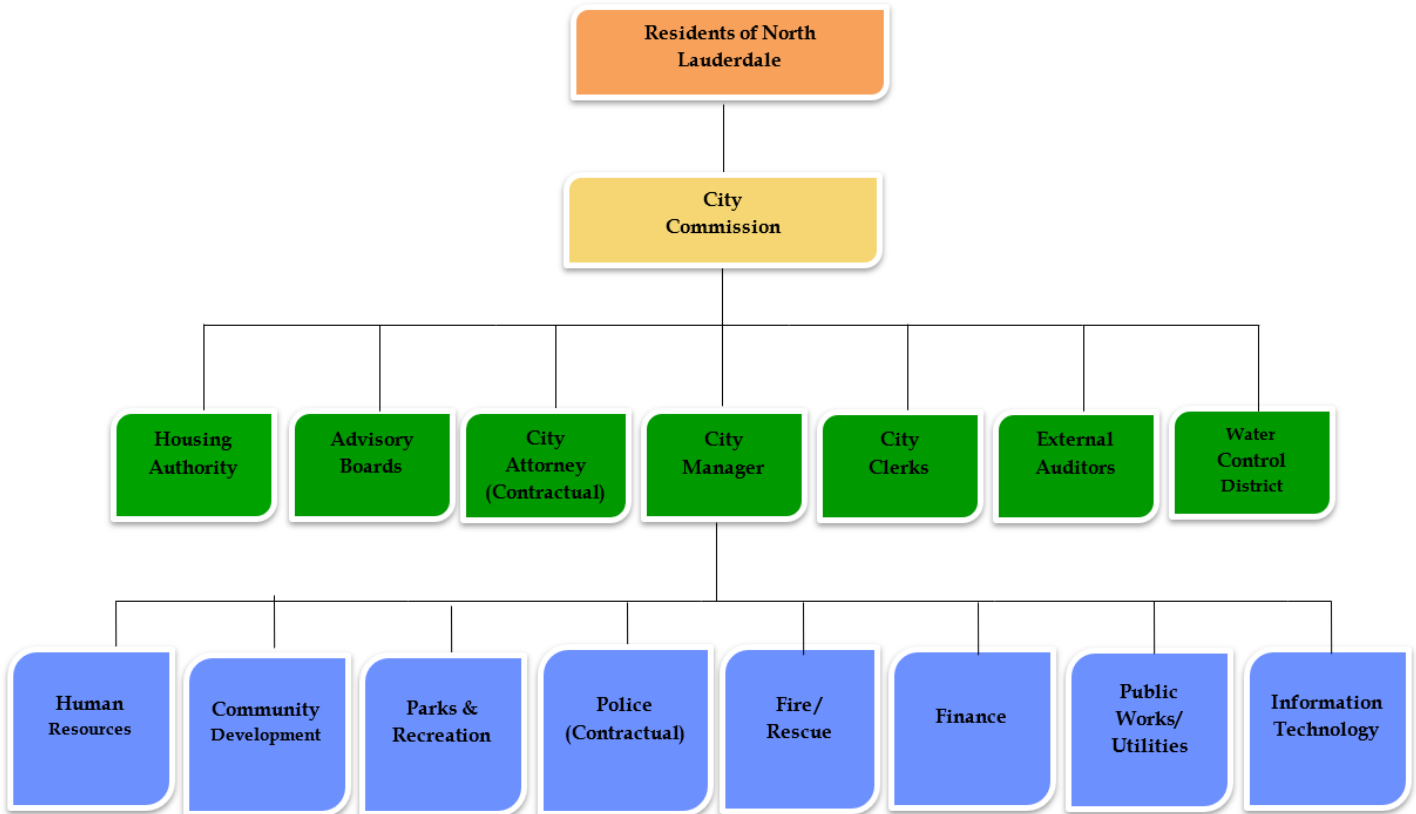 Residents of North
Lauderdale
City
Commission
Housing
Authority
Advisory
Boards
City
Attorney
(Contractual)
City
Manager
City
Clerks
External
Auditors
Water
Control
District
Human
Resources
Community
Development
Parks &
Recreation
Police
(Contractual)
Fire/
Rescue
Finance
Public
Works/
Utilities
Information
Technology